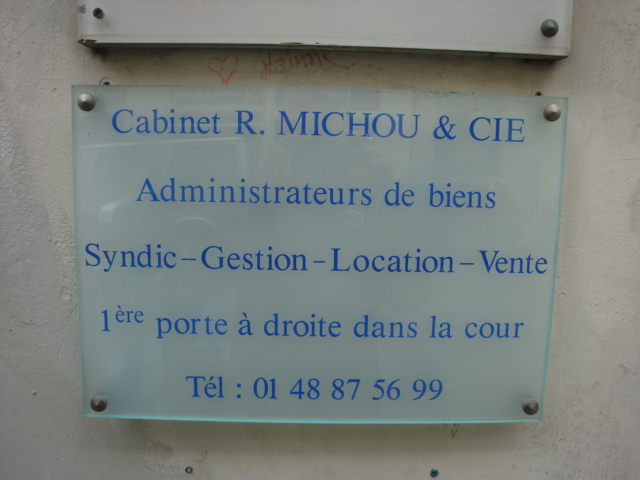 Cabinet R. MICHOU & CIE
Administrateurs de biens
Syndic – Gestion – Location – Vente
1ère porte à droite dans la cour
Tél : 01 48 87 56 99